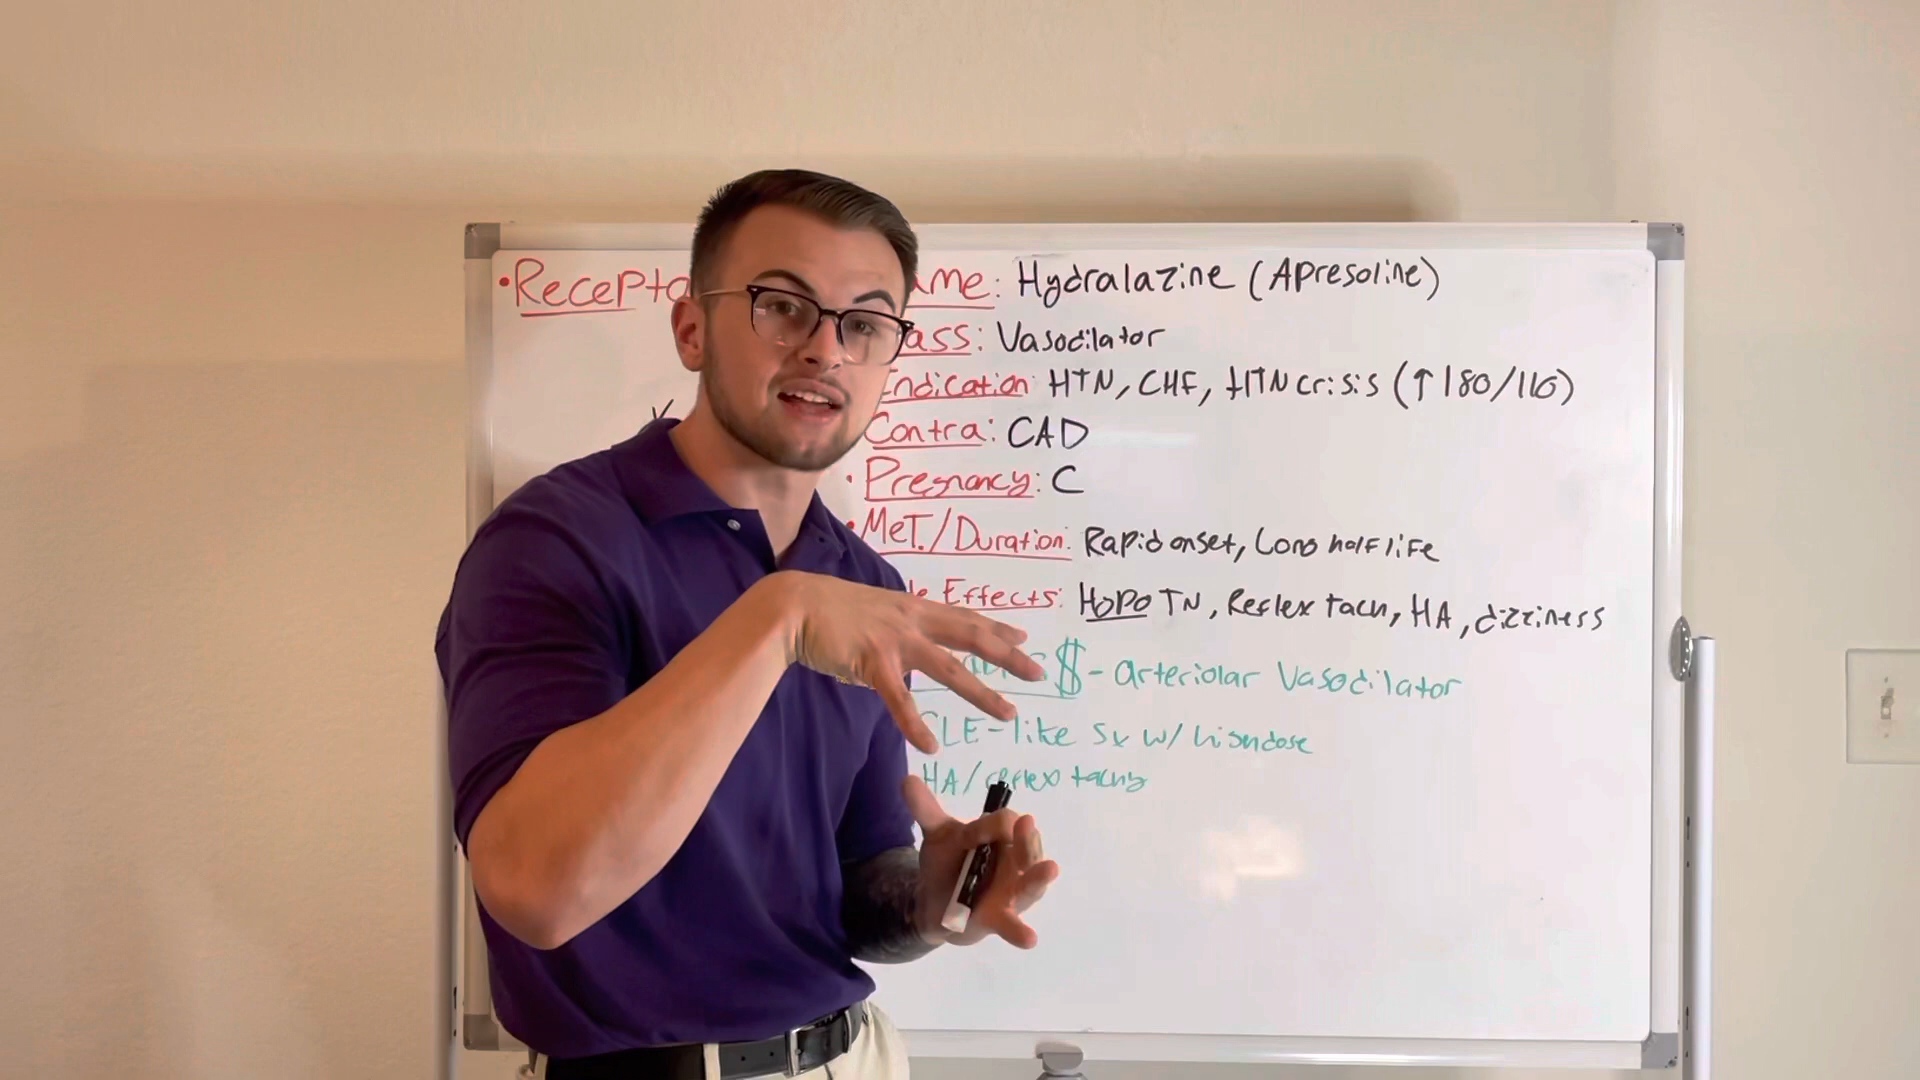 •Recepto
ame: Hydralazine (Apresoline)
ass: Vasodilator
Indication: HTN, CHF, HTN crisis (↑180/110)
Contra: CAD
• Pregnancy: C
• Met./Duration: Rapid onset, Long half life
le Effects: HypoTN, Reflex tach, HA, dizziness
$ - arteriolar Vasodilator
SLE-like Sx w/ high dose
HA/reflex tachy